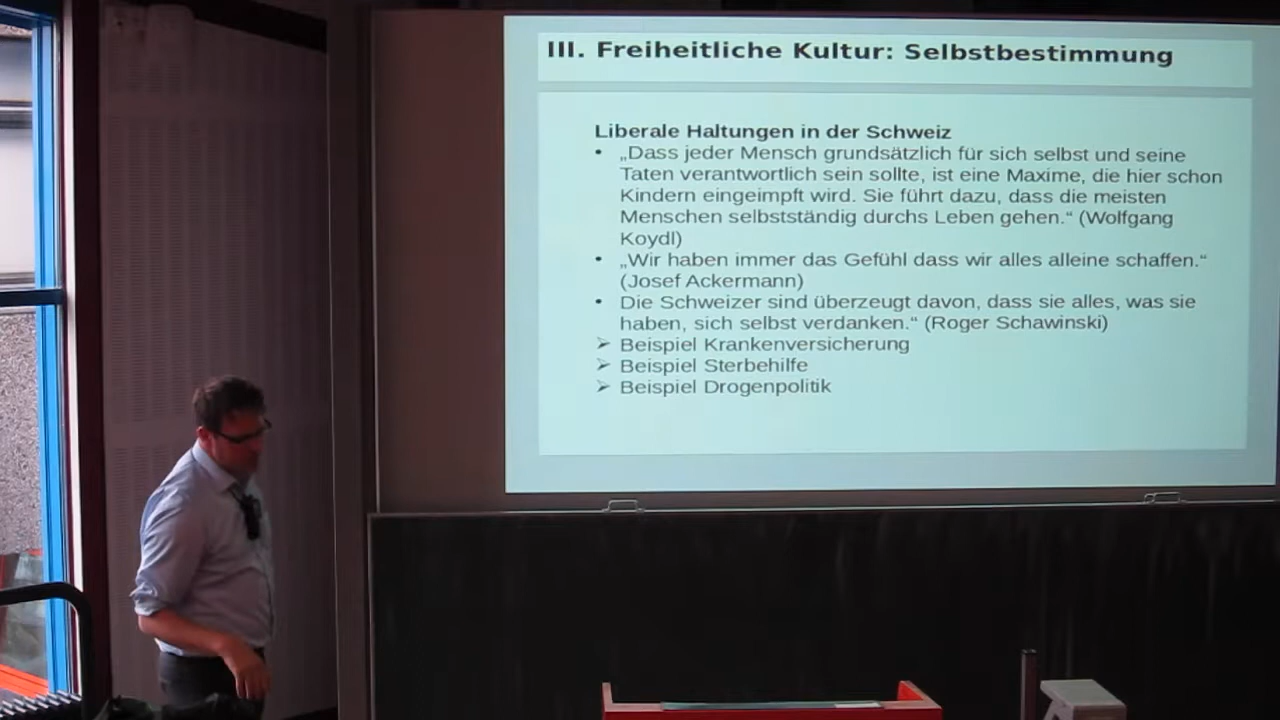 III. Freiheitliche Kultur: Selbstbestimmung
Liberale Haltungen in der Schweiz
• „Dass jeder Mensch grundsätzlich für sich selbst und seine
Taten verantwortlich sein sollte, ist eine Maxime, die hier schon
Kindern eingeimpft wird. Sie führt dazu, dass die meisten
Menschen selbstständig durchs Leben gehen.“ (Wolfgang
Koydl)
• „Wir haben immer das Gefühl dass wir alles alleine schaffen.“
(Josef Ackermann)
• Die Schweizer sind überzeugt davon, dass sie alles, was sie
haben, sich selbst verdanken.“ (Roger Schawinski)
➢ Beispiel Krankenversicherung
➢ Beispiel Sterbehilfe
➢ Beispiel Drogenpolitik